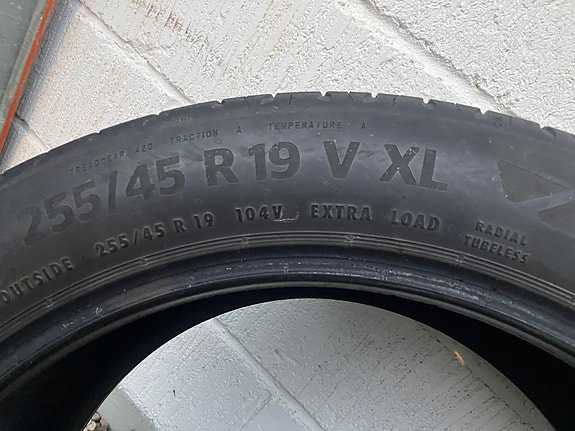 TREADWEAR 420 TRACTION A TEMPERATURE A
255/45 R 19 V XL
OUTSIDE 255/45 R 19 104V EXTRA LOAD RADIAL TUBELESS